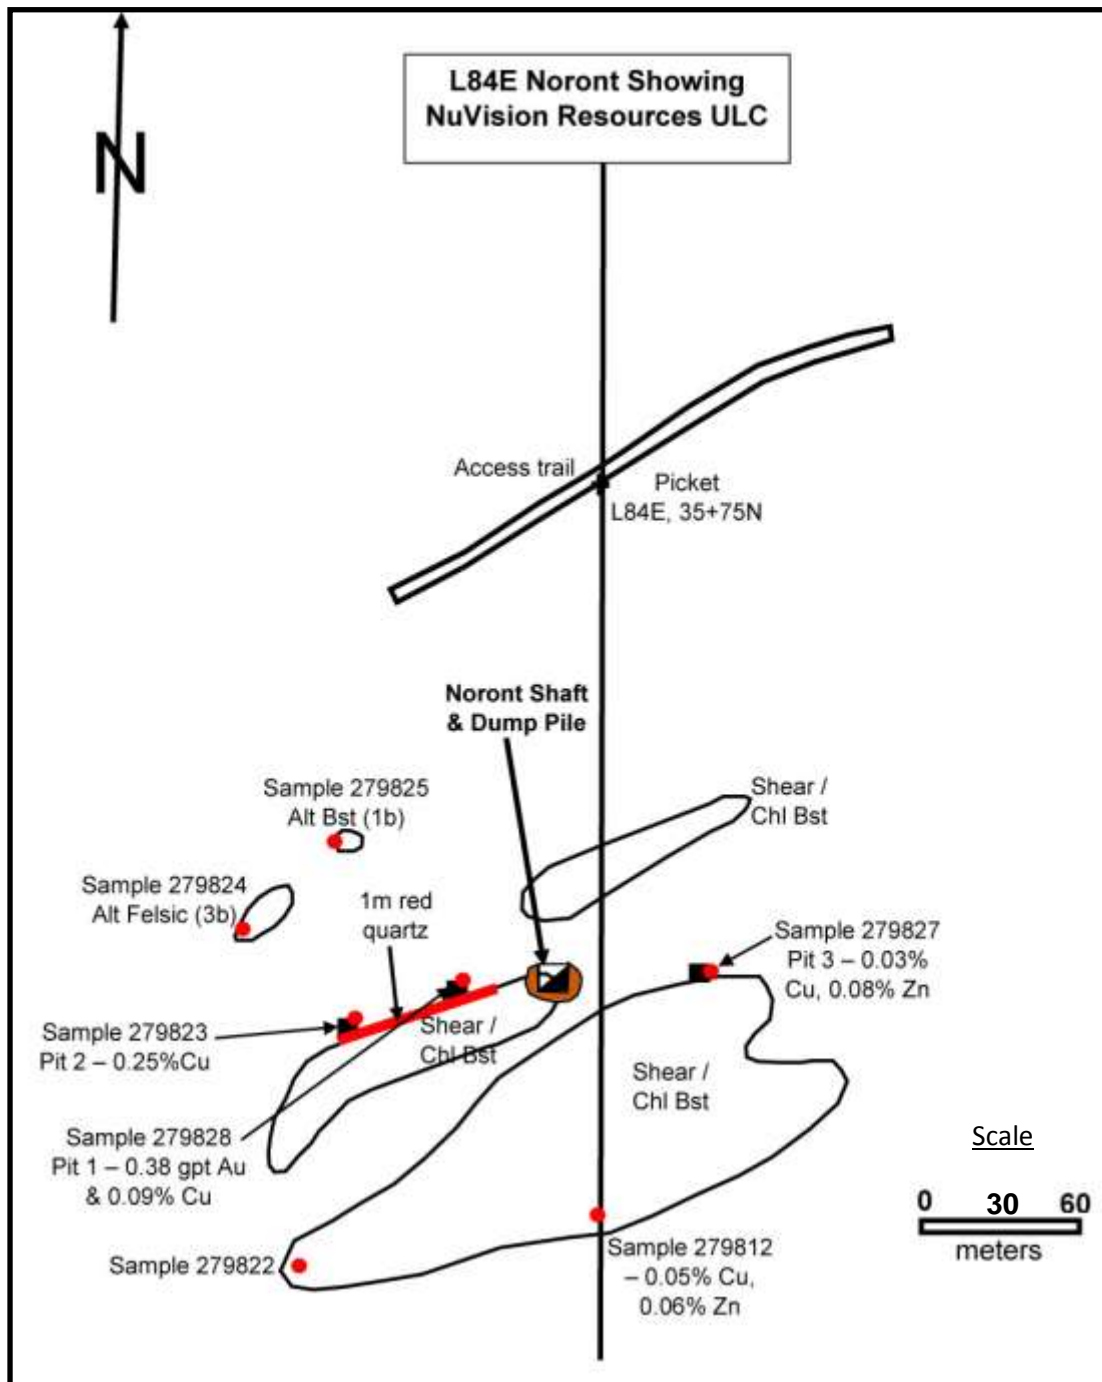 L84E Noront Showing
NuVision Resources ULC
N
Access trail
Picket
L84E, 35+75N
Noront Shaft
& Dump Pile
Sample 279825
Alt Bst (1b)
Shear /
Chl Bst
Sample 279824
Alt Felsic (3b)
1m red
quartz
Sample 279827
Pit 3 – 0.03%
Cu, 0.08% Zn
Sample 279823
Pit 2 – 0.25%Cu
Shear /
Chl Bst
Shear /
Chl Bst
Sample 279828
Pit 1 – 0.38 gpt Au
& 0.09% Cu
Scale
0 30 60
meters
Sample 279822
Sample 279812
– 0.05% Cu,
0.06% Zn